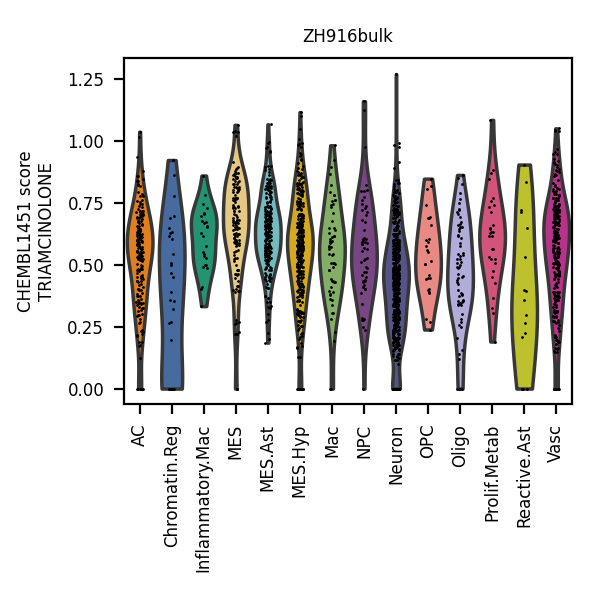 ZH916bulk
CHEMBL1451 score
TRIAMCINOLONE
1.25
1.00
0.75
0.50
0.25
0.00
AC
Chromatin.Reg
Inflammatory.Mac
MES
MES.Ast
MES.Hyp
Mac
NPC
Neuron
OPC
Oligo
Prolif.Metab
Reactive.Ast
Vasc